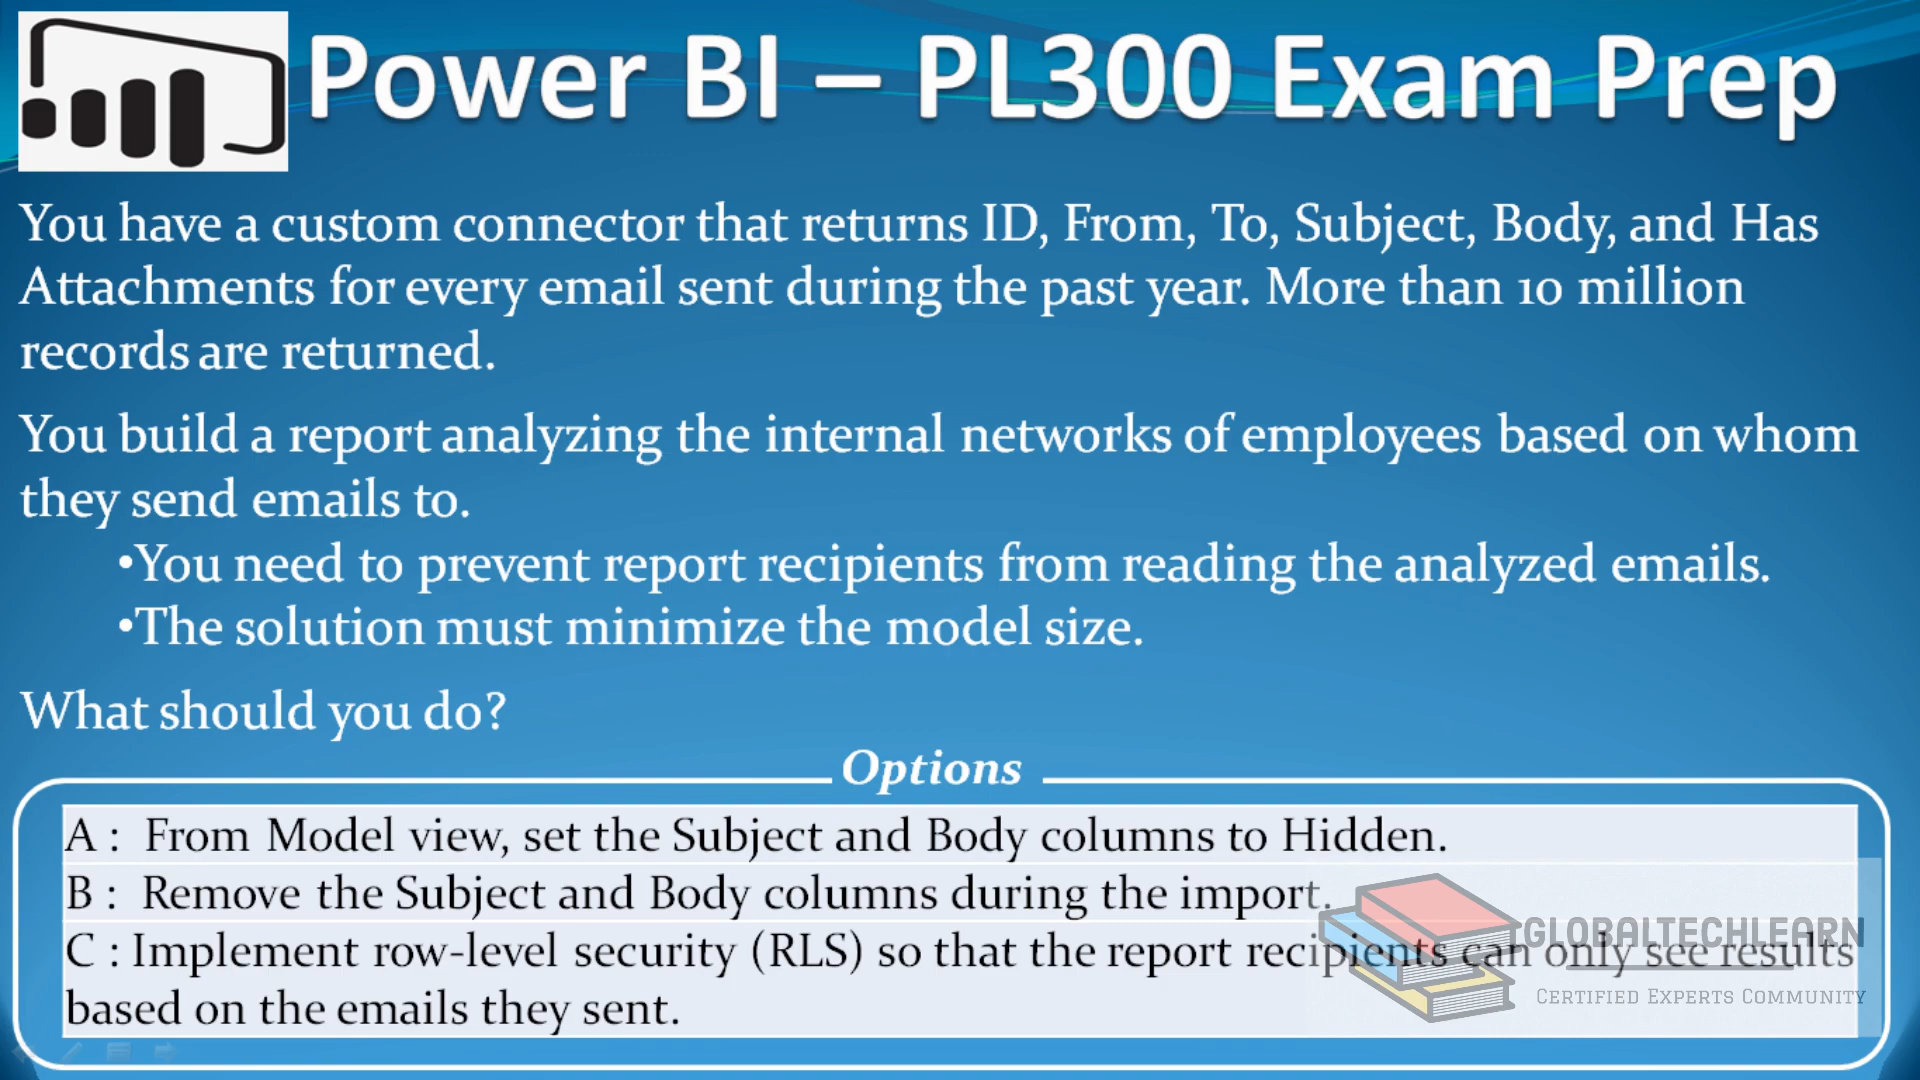 Power BI – PL300 Exam Prep
You have a custom connector that returns ID, From, To, Subject, Body, and Has
Attachments for every email sent during the past year. More than 10 million
records are returned.
You build a report analyzing the internal networks of employees based on whom
they send emails to.
•You need to prevent report recipients from reading the analyzed emails.
•The solution must minimize the model size.
What should you do?
Options
A : From Model view, set the Subject and Body columns to Hidden.
B : Remove the Subject and Body columns during the import.
C : Implement row-level security (RLS) so that the report recipients can only see results
based on the emails they sent.
GLOBALTECHLEARN
CERTIFIED EXPERTS COMMUNITY